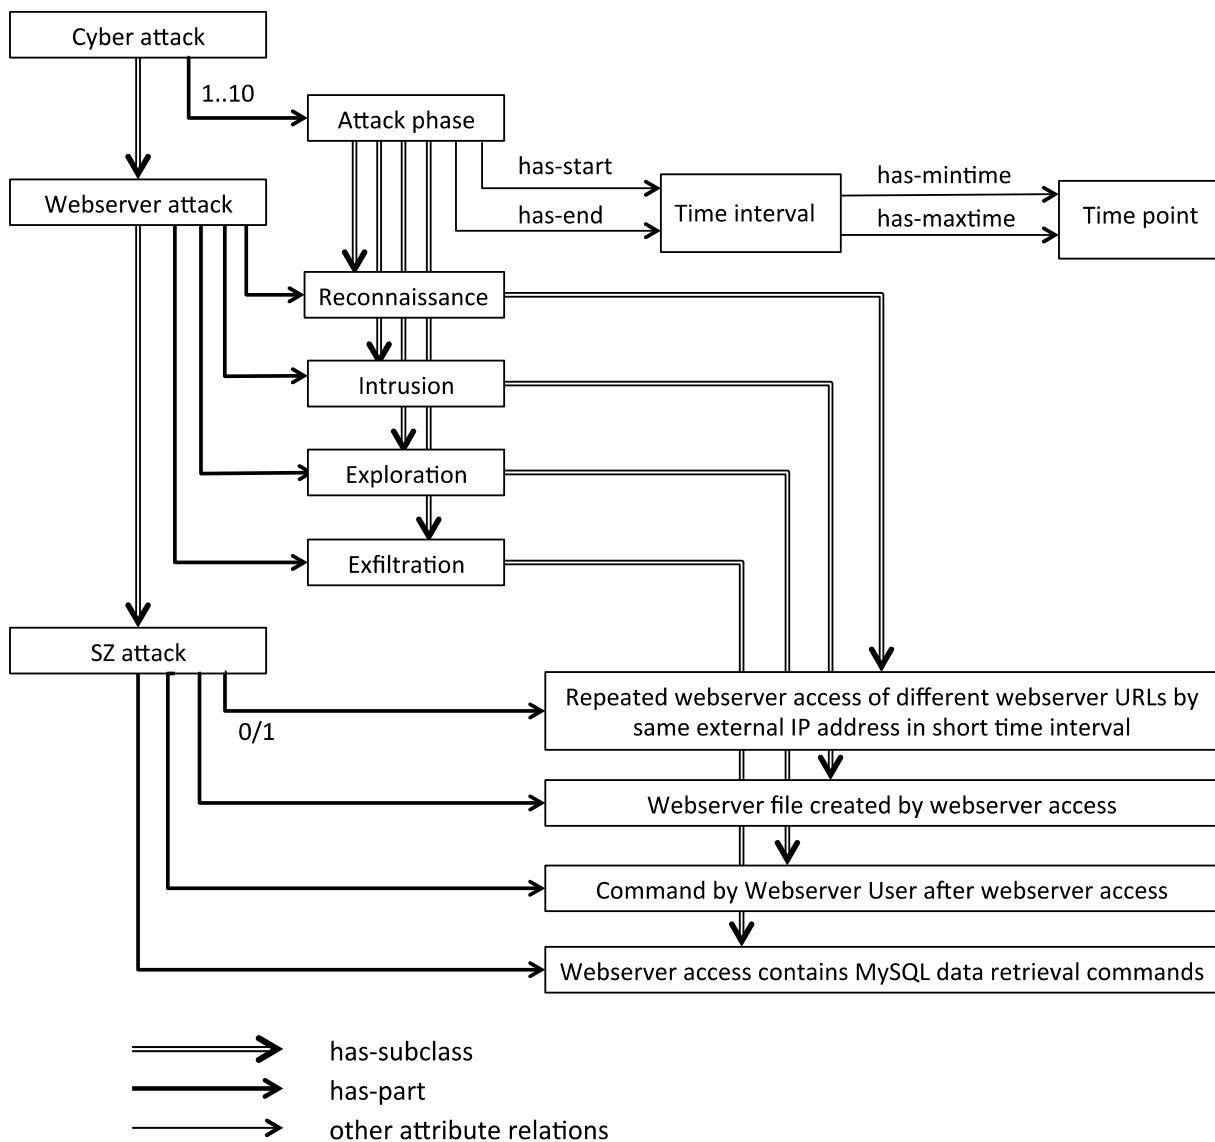 Cyber attack
1..10
Attack phase
has-start
has-end
Time interval
has-mintime
has-maxtime
Time point
Webserver attack
Reconnaissance
Intrusion
Exploration
Exfiltration
SZ attack
0/1
Repeated webserver access of different webserver URLs by
same external IP address in short time interval
Webserver file created by webserver access
Command by Webserver User after webserver access
Webserver access contains MySQL data retrieval commands
has-subclass
has-part
other attribute relations